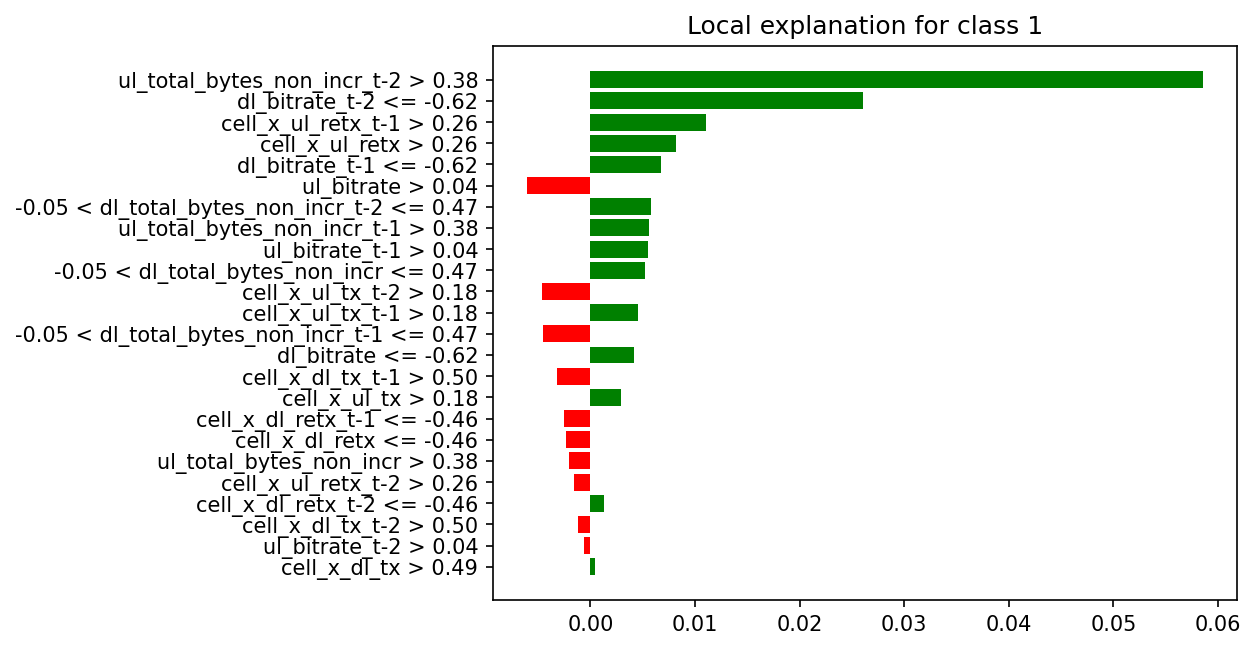 Local explanation for class 1
ul_total_bytes_non_incr_t-2 > 0.38
dl_bitrate_t-2 <= -0.62
cell_x_ul_retx_t-1 > 0.26
cell_x_ul_retx > 0.26
dl_bitrate_t-1 <= -0.62
ul_bitrate > 0.04
-0.05 < dl_total_bytes_non_incr_t-2 <= 0.47
ul_total_bytes_non_incr_t-1 > 0.38
ul_bitrate_t-1 > 0.04
-0.05 < dl_total_bytes_non_incr <= 0.47
cell_x_ul_tx_t-2 > 0.18
cell_x_ul_tx_t-1 > 0.18
-0.05 < dl_total_bytes_non_incr_t-1 <= 0.47
dl_bitrate <= -0.62
cell_x_dl_tx_t-1 > 0.50
cell_x_ul_tx > 0.18
cell_x_dl_retx_t-1 <= -0.46
cell_x_dl_retx <= -0.46
ul_total_bytes_non_incr > 0.38
cell_x_ul_retx_t-2 > 0.26
cell_x_dl_retx_t-2 <= -0.46
cell_x_dl_tx_t-2 > 0.50
ul_bitrate_t-2 > 0.04
cell_x_dl_tx > 0.49
0.00 0.01 0.02 0.03 0.04 0.05 0.06